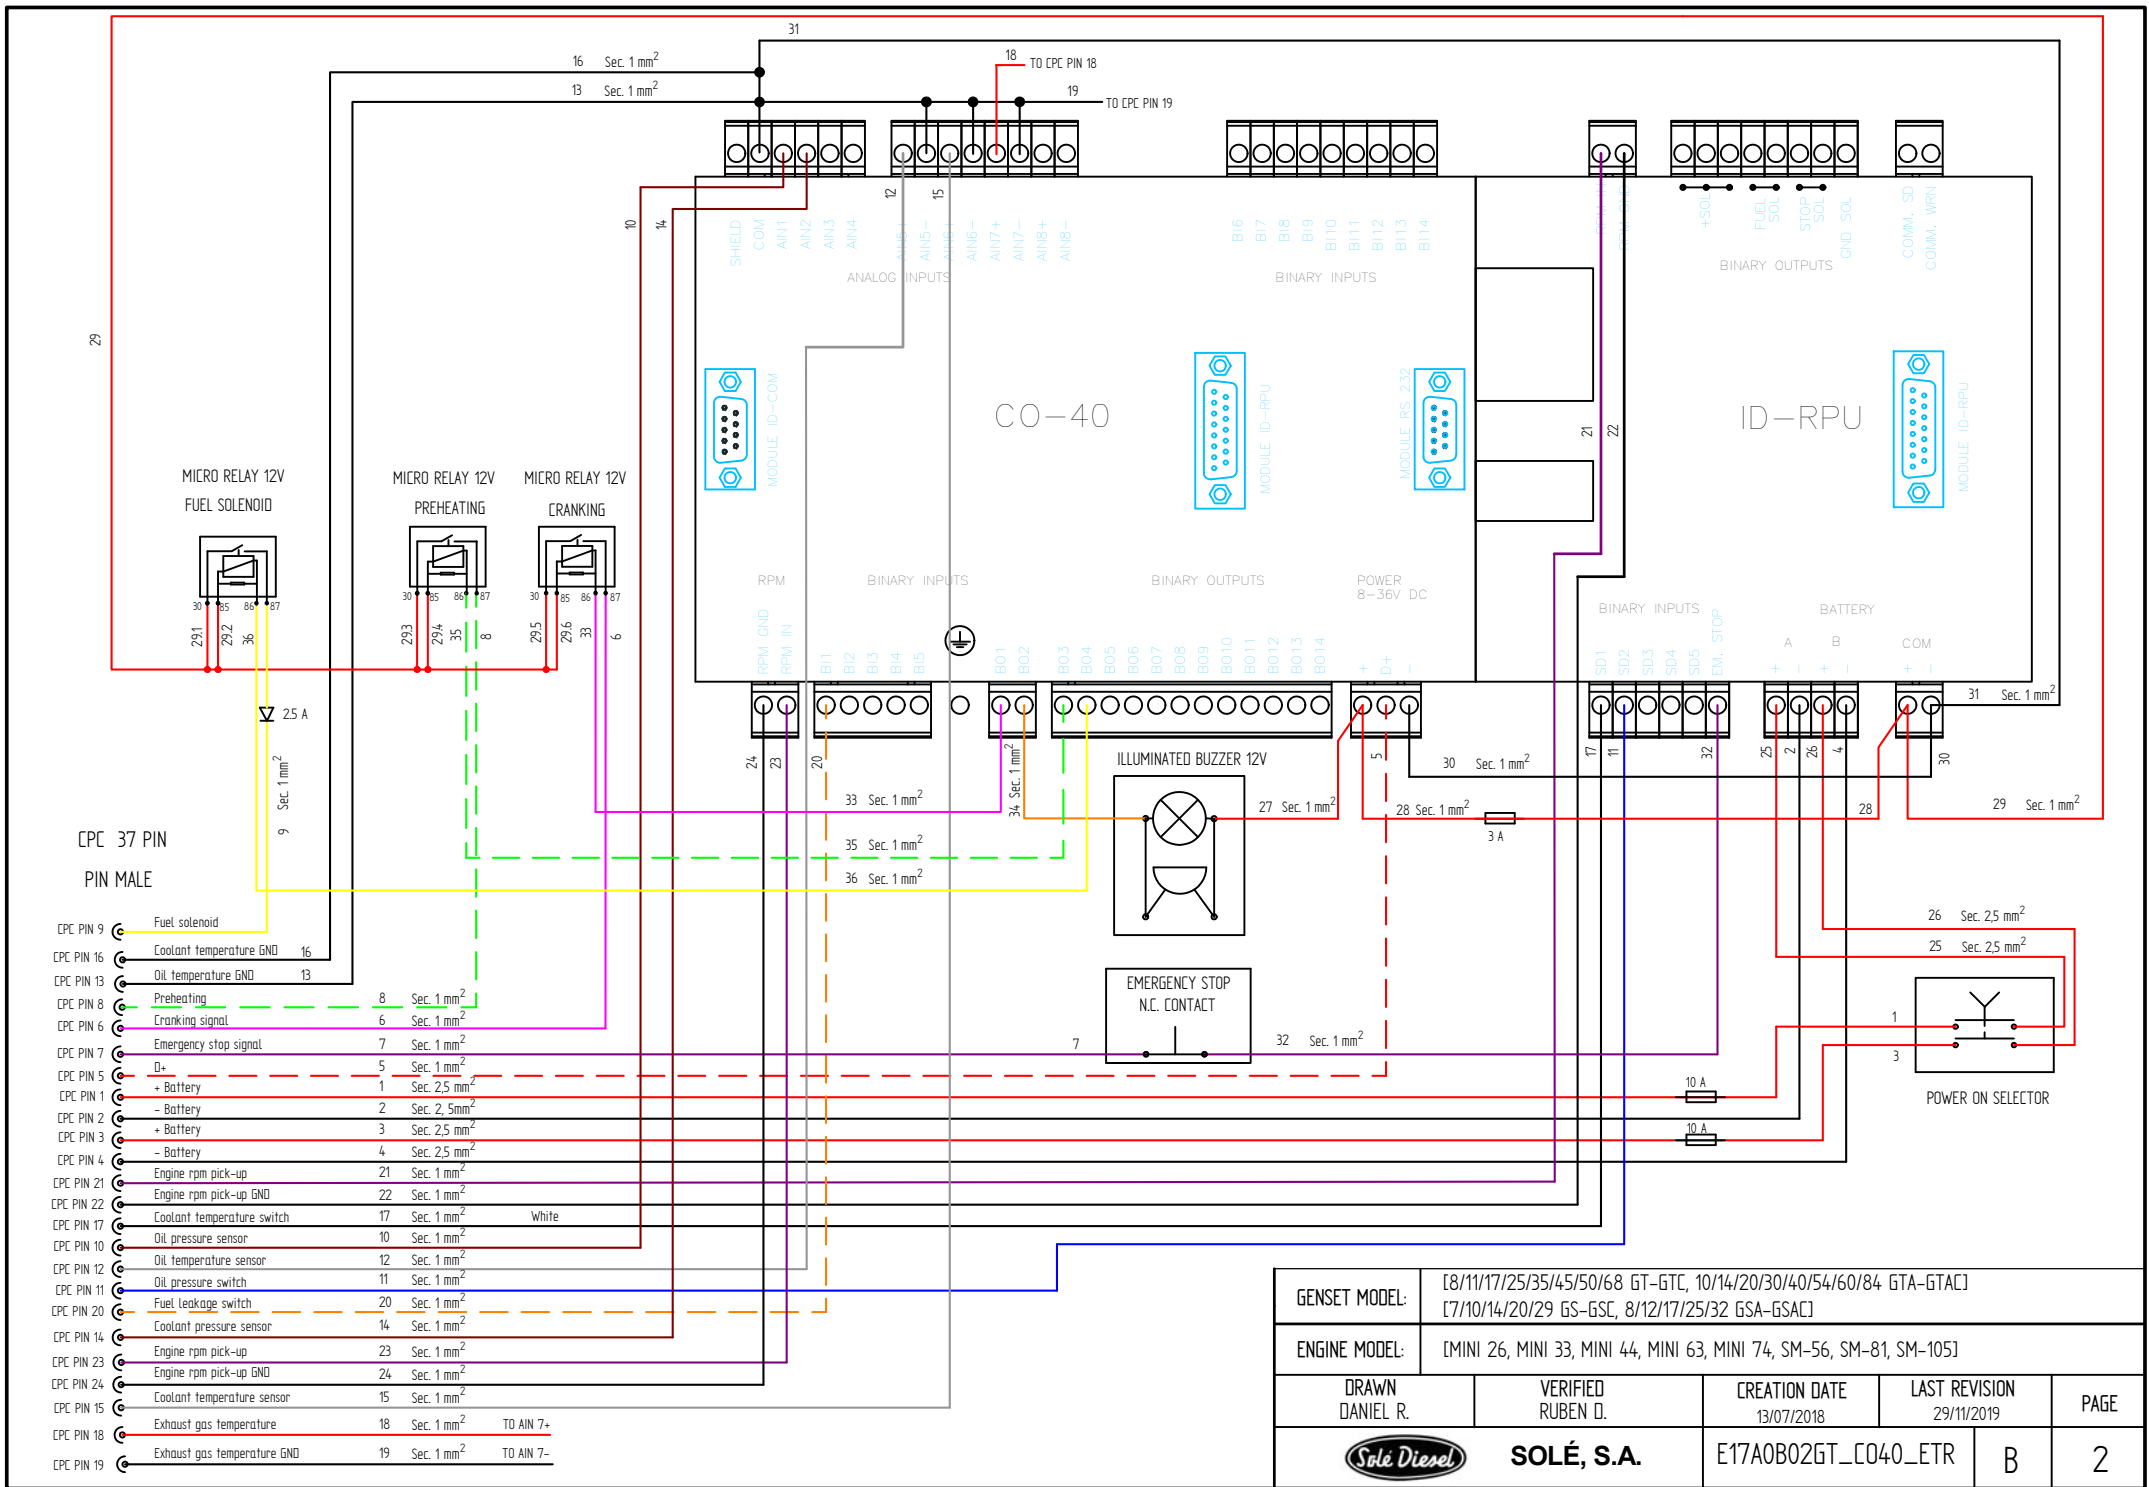 31
16 Sec. 1 mm²
18 TO CPC PIN 18
13 Sec. 1 mm²
19 TO CPC PIN 19
10
14
12
15
29
SHIELD
COM
AIN1
AIN2
AIN3
AIN4
AIN5+
AIN5-
AIN6+
AIN6-
AIN7+
AIN7-
AIN8+
AIN8-
ANALOG INPUTS
BI6
BI7
BI8
BI9
BI10
BI11
BI12
BI13
BI14
BINARY INPUTS
RPM IN
RPM GND
+SOL
FUEL SOL
STOP SOL
GND SOL
BINARY OUTPUTS
COMM. SD
COMM. WRN
MODULE ID-COM
CO-40
MODULE ID-RPU
MODULE RS 232
21
22
ID-RPU
MODULE ID-RPU
MICRO RELAY 12V
FUEL SOLENOID
MICRO RELAY 12V
PREHEATING
MICRO RELAY 12V
CRANKING
30 85 86 87
30 85 86 87
30 85 86 87
29.1
29.2
36
29.3
29.4
35
8
29.5
29.6
33
6
RPM
BINARY INPUTS
BINARY OUTPUTS
POWER
8-36V DC
BINARY INPUTS
BATTERY
A B COM
RPM GND
RPM IN
BI1
BI2
BI3
BI4
BI5
BO1
BO2
BO3
BO4
BO5
BO6
BO7
BO8
BO9
BO10
BO11
BO12
BO13
BO14
+
D+
-
SD1
SD2
SD3
SD4
SD5
EM. STOP
+
-
+
-
+
-
31 Sec. 1 mm²
2.5 A
9 Sec. 1 mm²
24
23
20
34 Sec. 1 mm²
ILLUMINATED BUZZER 12V
5
30 Sec. 1 mm²
17
11
32
25
2
26
4
30
33 Sec. 1 mm²
27 Sec. 1 mm²
28 Sec. 1 mm²
3 A
28
29 Sec. 1 mm²
35 Sec. 1 mm²
36 Sec. 1 mm²
CPC 37 PIN
PIN MALE
26 Sec. 2,5 mm²
25 Sec. 2,5 mm²
EMERGENCY STOP
N.C. CONTACT
7
32 Sec. 1 mm²
1
3
POWER ON SELECTOR
10 A
10 A
CPC PIN 9 Fuel solenoid
CPC PIN 16 Coolant temperature GND 16
CPC PIN 13 Oil temperature GND 13
CPC PIN 8 Preheating 8 Sec. 1 mm²
CPC PIN 6 Cranking signal 6 Sec. 1 mm²
CPC PIN 7 Emergency stop signal 7 Sec. 1 mm²
CPC PIN 5 D+ 5 Sec. 1 mm²
CPC PIN 1 + Battery 1 Sec. 2,5 mm²
CPC PIN 2 - Battery 2 Sec. 2, 5mm²
CPC PIN 3 + Battery 3 Sec. 2,5 mm²
CPC PIN 4 - Battery 4 Sec. 2,5 mm²
CPC PIN 21 Engine rpm pick-up 21 Sec. 1 mm²
CPC PIN 22 Engine rpm pick-up GND 22 Sec. 1 mm²
CPC PIN 17 Coolant temperature switch 17 Sec. 1 mm² White
CPC PIN 10 Oil pressure sensor 10 Sec. 1 mm²
CPC PIN 12 Oil temperature sensor 12 Sec. 1 mm²
CPC PIN 11 Oil pressure switch 11 Sec. 1 mm²
CPC PIN 20 Fuel leakage switch 20 Sec. 1 mm²
CPC PIN 14 Coolant pressure sensor 14 Sec. 1 mm²
CPC PIN 23 Engine rpm pick-up 23 Sec. 1 mm²
CPC PIN 24 Engine rpm pick-up GND 24 Sec. 1 mm²
CPC PIN 15 Coolant temperature sensor 15 Sec. 1 mm²
CPC PIN 18 Exhaust gas temperature 18 Sec. 1 mm² TO AIN 7+
CPC PIN 19 Exhaust gas temperature GND 19 Sec. 1 mm² TO AIN 7-
GENSET MODEL:
[8/11/17/25/35/45/50/68 GT-GTC, 10/14/20/30/40/54/60/84 GTA-GTAC]
[7/10/14/20/29 GS-GSC, 8/12/17/25/32 GSA-GSAC]
ENGINE MODEL: [MINI 26, MINI 33, MINI 44, MINI 63, MINI 74, SM-56, SM-81, SM-105]
DRAWN
DANIEL R.
VERIFIED
RUBEN D.
CREATION DATE
13/07/2018
LAST REVISION
29/11/2019
PAGE
Solé Diesel
SOLÉ, S.A.
E17A0B02GT_CO40_ETR
B
2